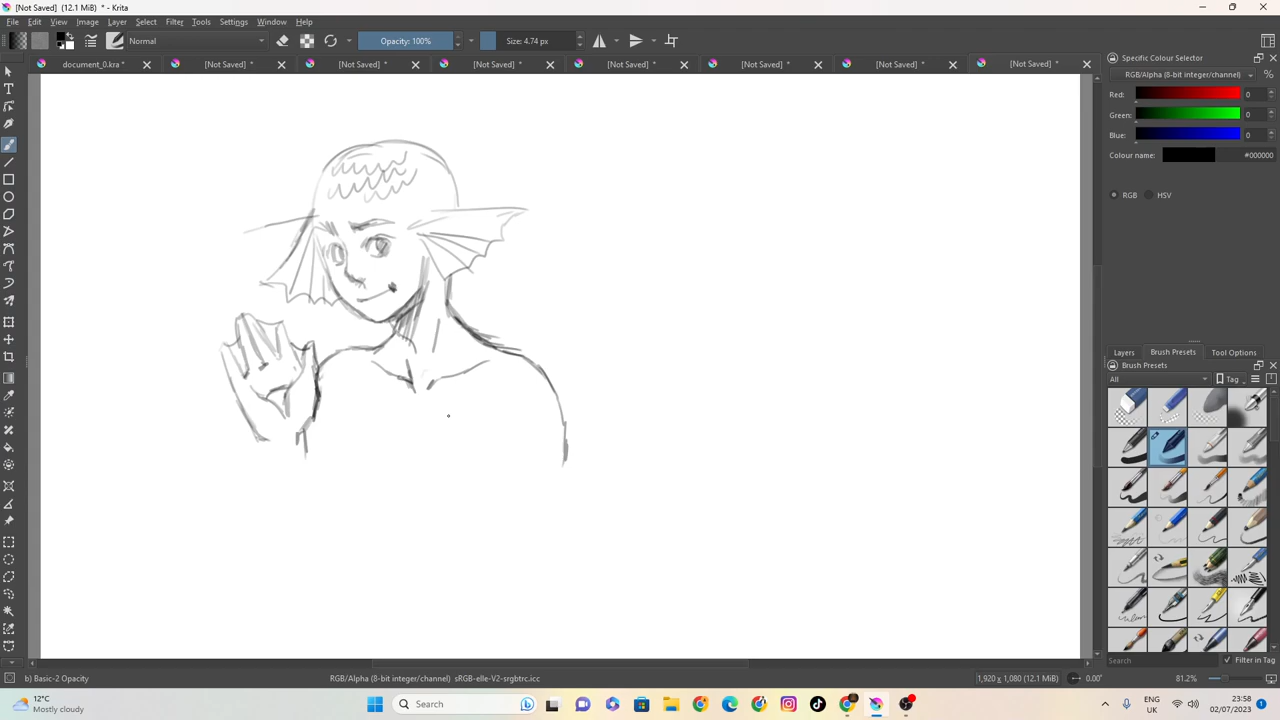 [Not Saved] (12.1 MiB) * - Krita
File Edit View Image Layer Select Filter Tools Settings Window Help
Normal Opacity: 100% Size: 4.74 px
document_0.kra * [Not Saved] * [Not Saved] * [Not Saved] * [Not Saved] * [Not Saved] * [Not Saved] * [Not Saved] *
Specific Colour Selector
RGB/Alpha (8-bit integer/channel) %
Red: 0
Green: 0
Blue: 0
Colour name: #000000
RGB HSV
Layers Brush Presets Tool Options
Brush Presets
All Tag
Search Filter in Tag
b) Basic-2 Opacity RGB/Alpha (8-bit integer/channel) sRGB-elle-V2-srgbtrc.icc 1,920 x 1,080 (12.1 MiB) 0.00° 81.2%
12°C
Mostly cloudy
Search
ENG
UK
23:58
02/07/2023